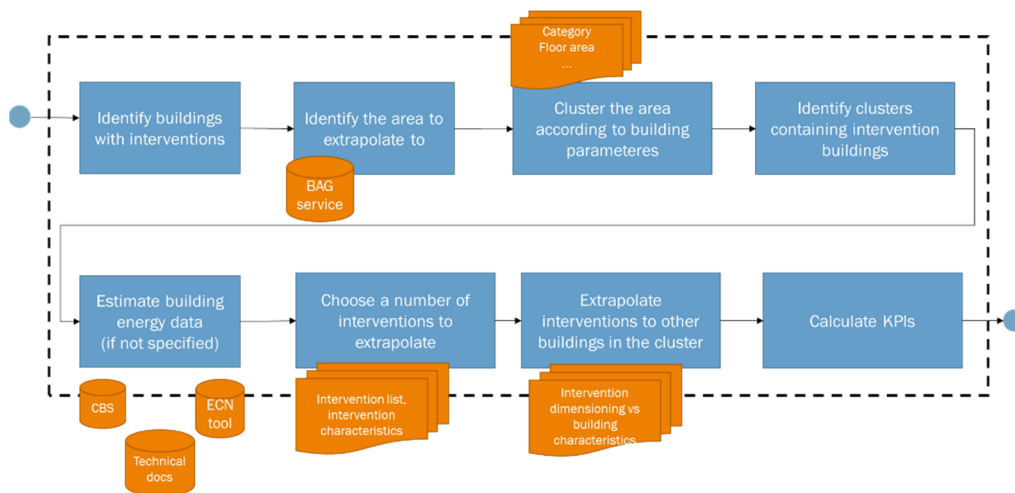 Category
Floor area
...
Identify buildings
with interventions
Identify the area to
extrapolate to
Cluster the area
according to building
parameteres
Identify clusters
containing intervention
buildings
BAG
service
Estimate building
energy data
(if not specified)
Choose a number of
interventions to
extrapolate
Extrapolate
interventions to other
buildings in the cluster
Calculate KPIs
CBS
ECN
tool
Technical
docs
Intervention list,
intervention
characteristics
Intervention
dimensioning vs
building
characteristics